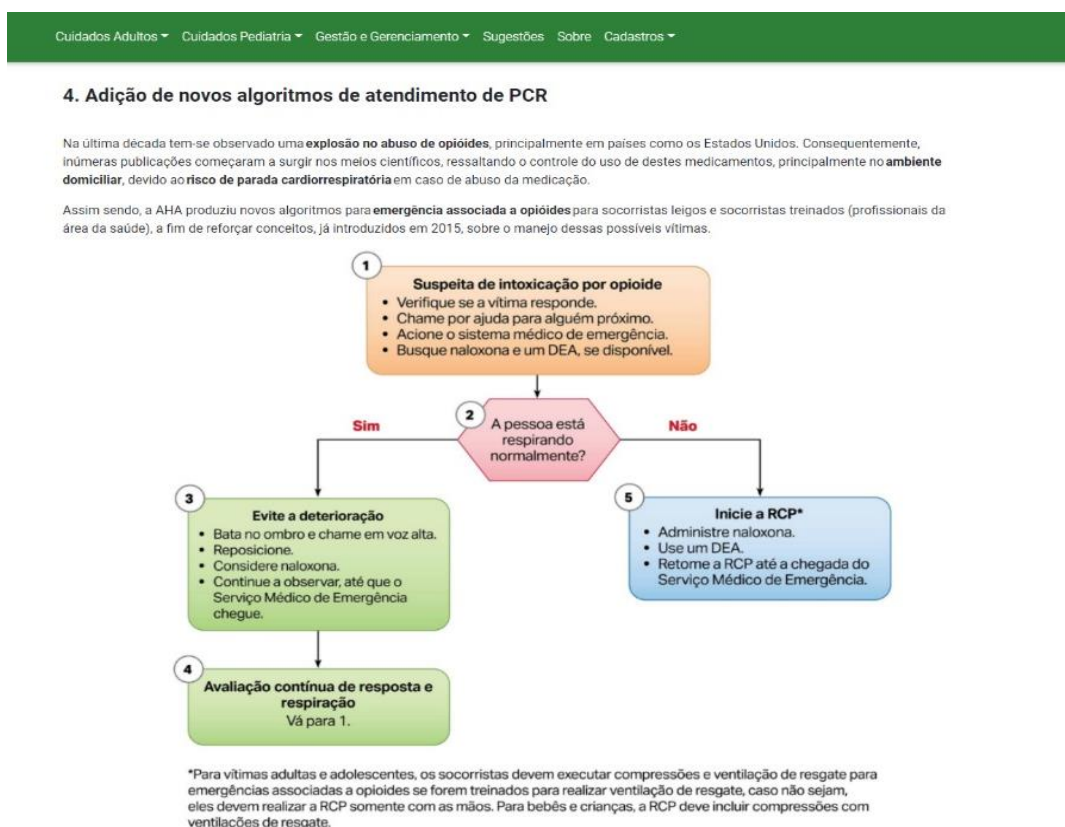 Cuidados Adultos Cuidados Pediatria Gestão e Gerenciamento Sugestões Sobre Cadastros
4. Adição de novos algoritmos de atendimento de PCR
Na última década tem-se observado uma explosão no abuso de opióides, principalmente em países como os Estados Unidos. Consequentemente,
inúmeras publicações começaram a surgir nos meios científicos, ressaltando o controle do uso de destes medicamentos, principalmente no ambiente
domiciliar, devido ao risco de parada cardiorrespiratória em caso de abuso da medicação.
Assim sendo, a AHA produziu novos algoritmos para emergência associada a opióides para socorristas leigos e socorristas treinados (profissionais da
área da saúde), a fim de reforçar conceitos, já introduzidos em 2015, sobre o manejo dessas possíveis vítimas.
1
Suspeita de intoxicação por opioide
• Verifique se a vítima responde.
• Chame por ajuda para alguém próximo.
• Acione o sistema médico de emergência.
• Busque naloxona e um DEA, se disponível.
2
A pessoa está
respirando
normalmente?
Sim
Não
3
Evite a deterioração
• Bata no ombro e chame em voz alta.
• Reposicione.
• Considere naloxona.
• Continue a observar, até que o
Serviço Médico de Emergência
chegue.
4
Avaliação contínua de resposta e
respiração
Vá para 1.
5
Inicie a RCP*
• Administre naloxona.
• Use um DEA.
• Retome a RCP até a chegada do
Serviço Médico de Emergência.
*Para vítimas adultas e adolescentes, os socorristas devem executar compressões e ventilação de resgate para
emergências associadas a opioides se forem treinados para realizar ventilação de resgate, caso não sejam,
eles devem realizar a RCP somente com as mãos. Para bebês e crianças, a RCP deve incluir compressões com
ventilações de resgate.